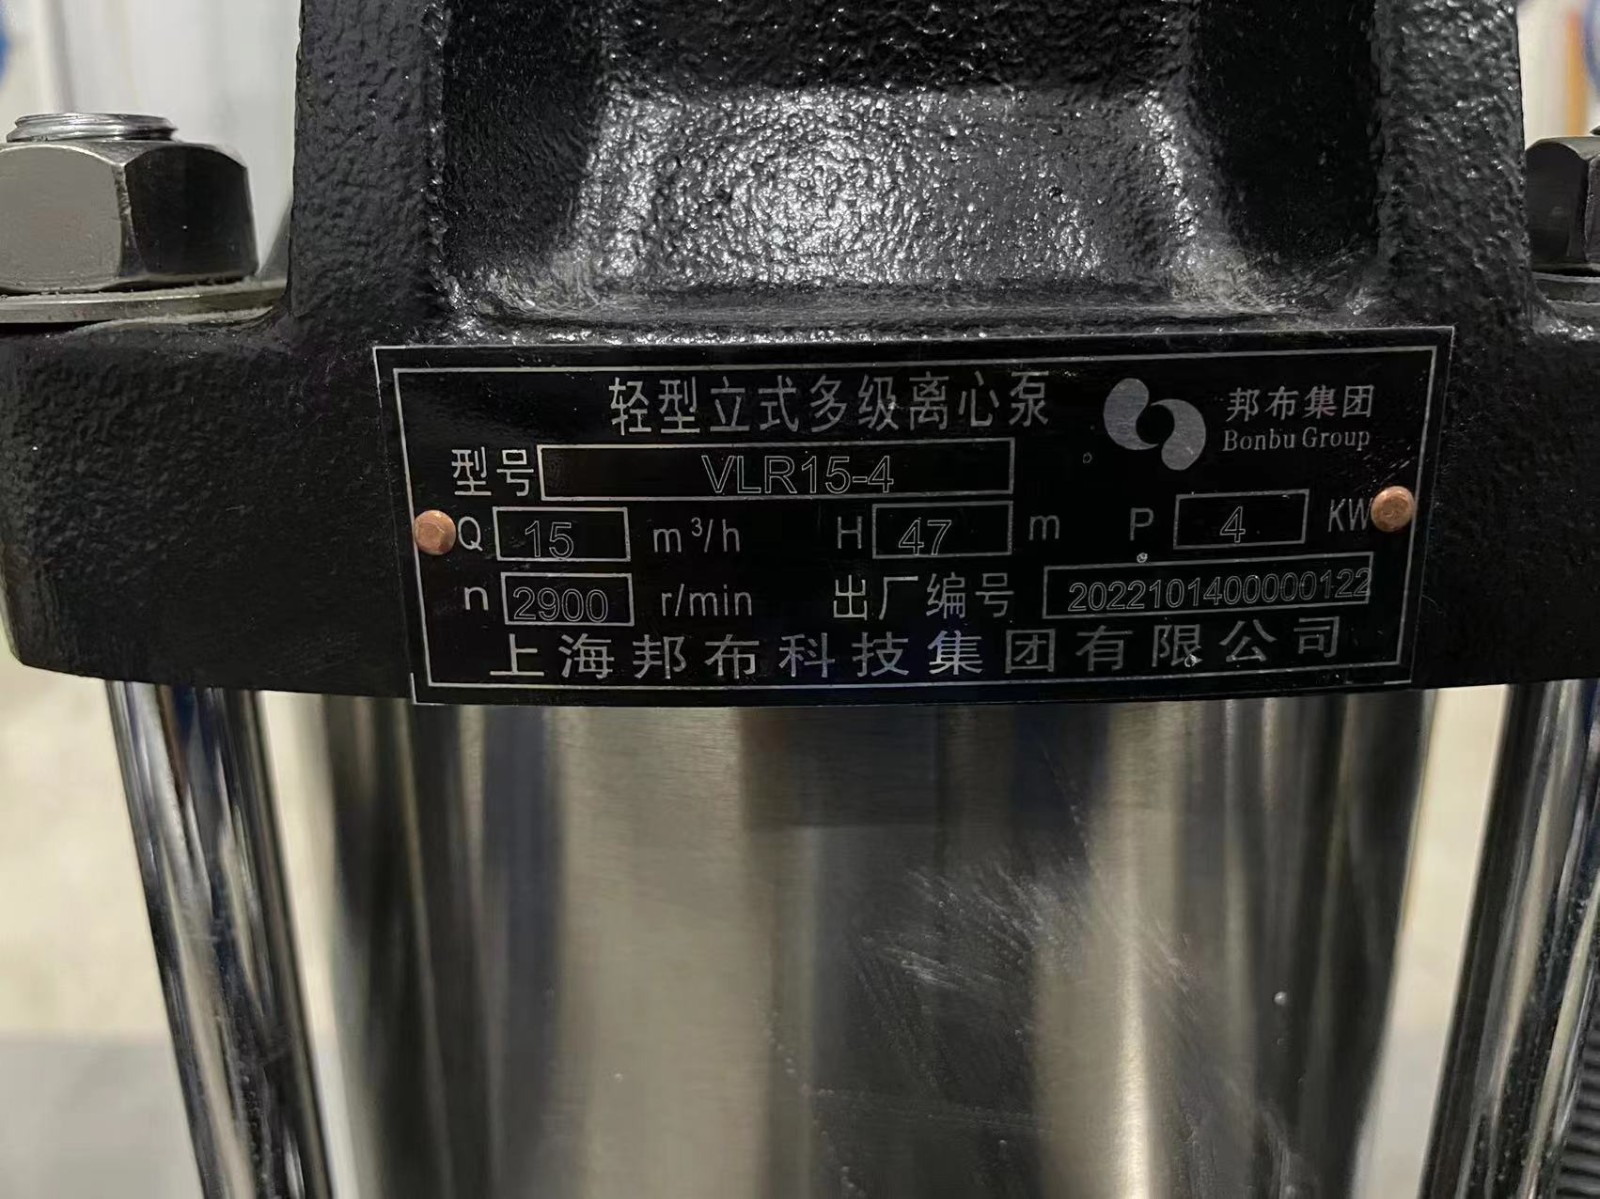 轻型立式多级离心泵
邦布集团
Bonbu Group
型号 VLR15-4
Q 15 m³/h H 47 m P 4 KW
n 2900 r/min 出厂编号 2022101400000122
上海邦布科技集团有限公司